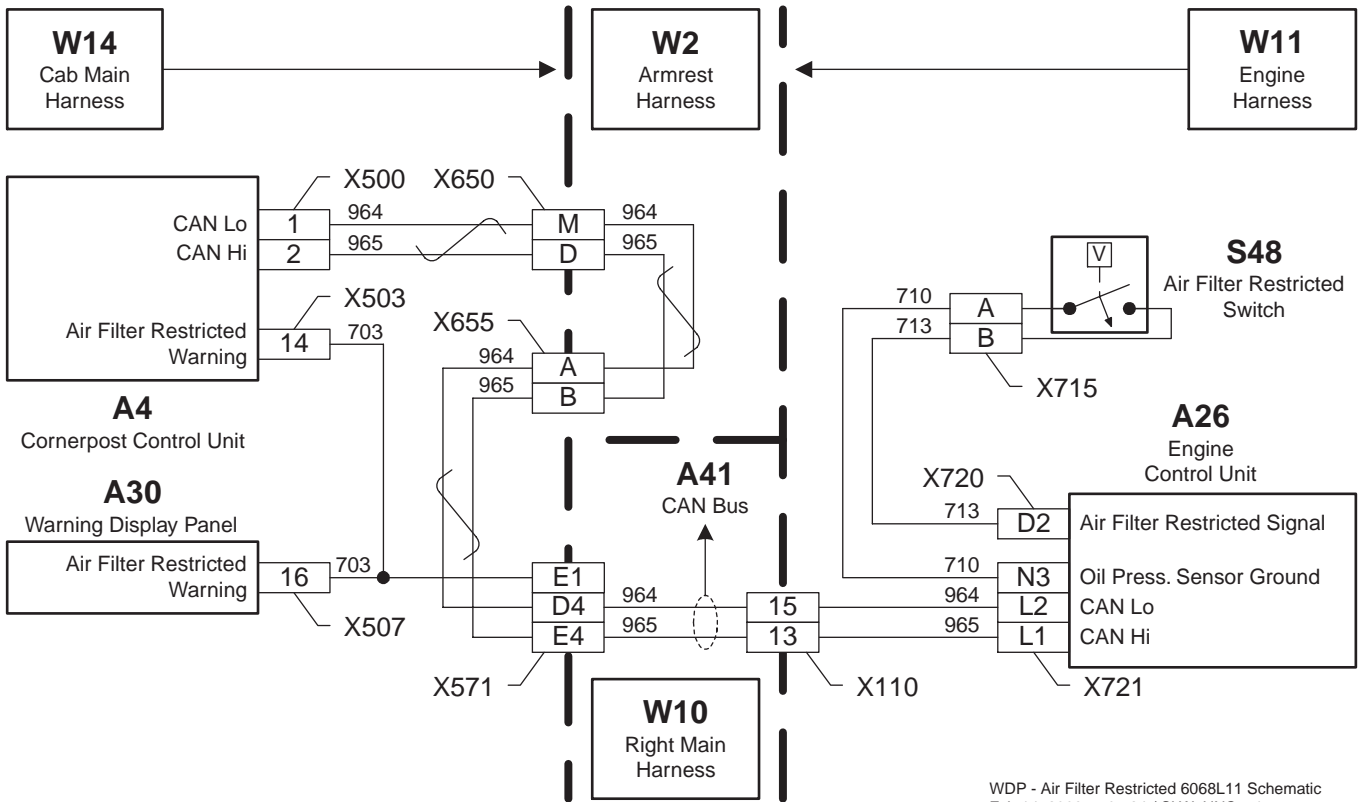 W14
Cab Main
Harness
W2
Armrest
Harness
W11
Engine
Harness
X500
X650
CAN Lo
1
964
M
964
CAN Hi
2
965
D
965
X503
Air Filter Restricted
Warning
14
703
X655
964
A
965
B
A4
Cornerpost Control Unit
A30
Warning Display Panel
Air Filter Restricted
Warning
16
703
X507
E1
D4
964
E4
965
X571
A41
CAN Bus
15
13
X110
W10
Right Main
Harness
V
S48
Air Filter Restricted
Switch
710
A
713
B
X715
A26
Engine
Control Unit
X720
713
D2
Air Filter Restricted Signal
710
N3
Oil Press. Sensor Ground
964
L2
CAN Lo
965
L1
CAN Hi
X721
WDP - Air Filter Restricted 6068L11 Schematic